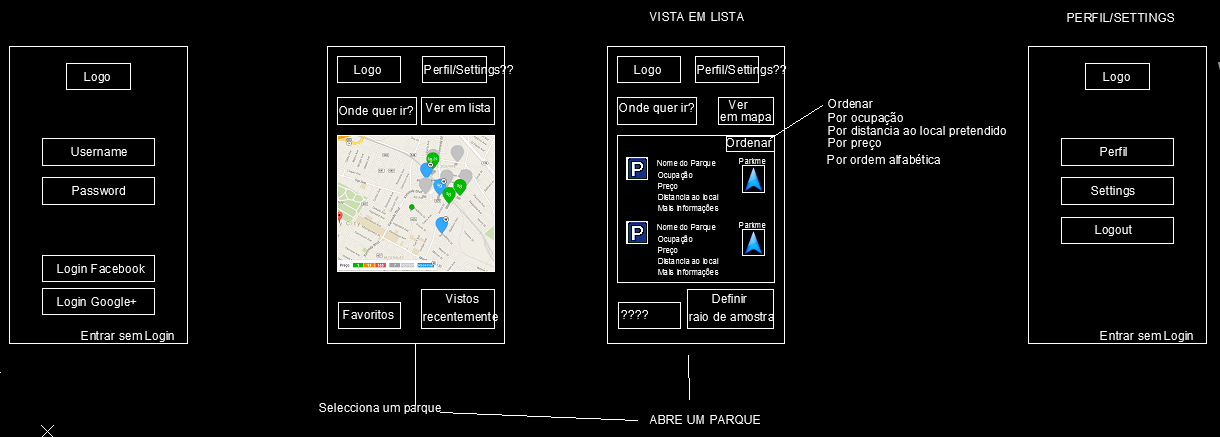 VISTA EM LISTA
PERFIL/SETTINGS
Logo
Username
Password
Login Facebook
Login Google+
Entrar sem Login
Logo
Perfil/Settings??
Onde quer ir?
Ver em lista
Favoritos
Vistos
recentemente
Selecciona um parque
Logo
Perfil/Settings??
Onde quer ir?
Ver
em mapa
Ordenar
P
Nome do Parque
Ocupação
Preço
Distancia ao local
Mais Informações
Parkme
P
Nome do Parque
Ocupação
Preço
Distancia ao local
Mais Informações
Parkme
????
Definir
raio de amostra
ABRE UM PARQUE
Ordenar
Por ocupação
Por distancia ao local pretendido
Por preço
Por ordem alfabética
Logo
Perfil
Settings
Logout
Entrar sem Login